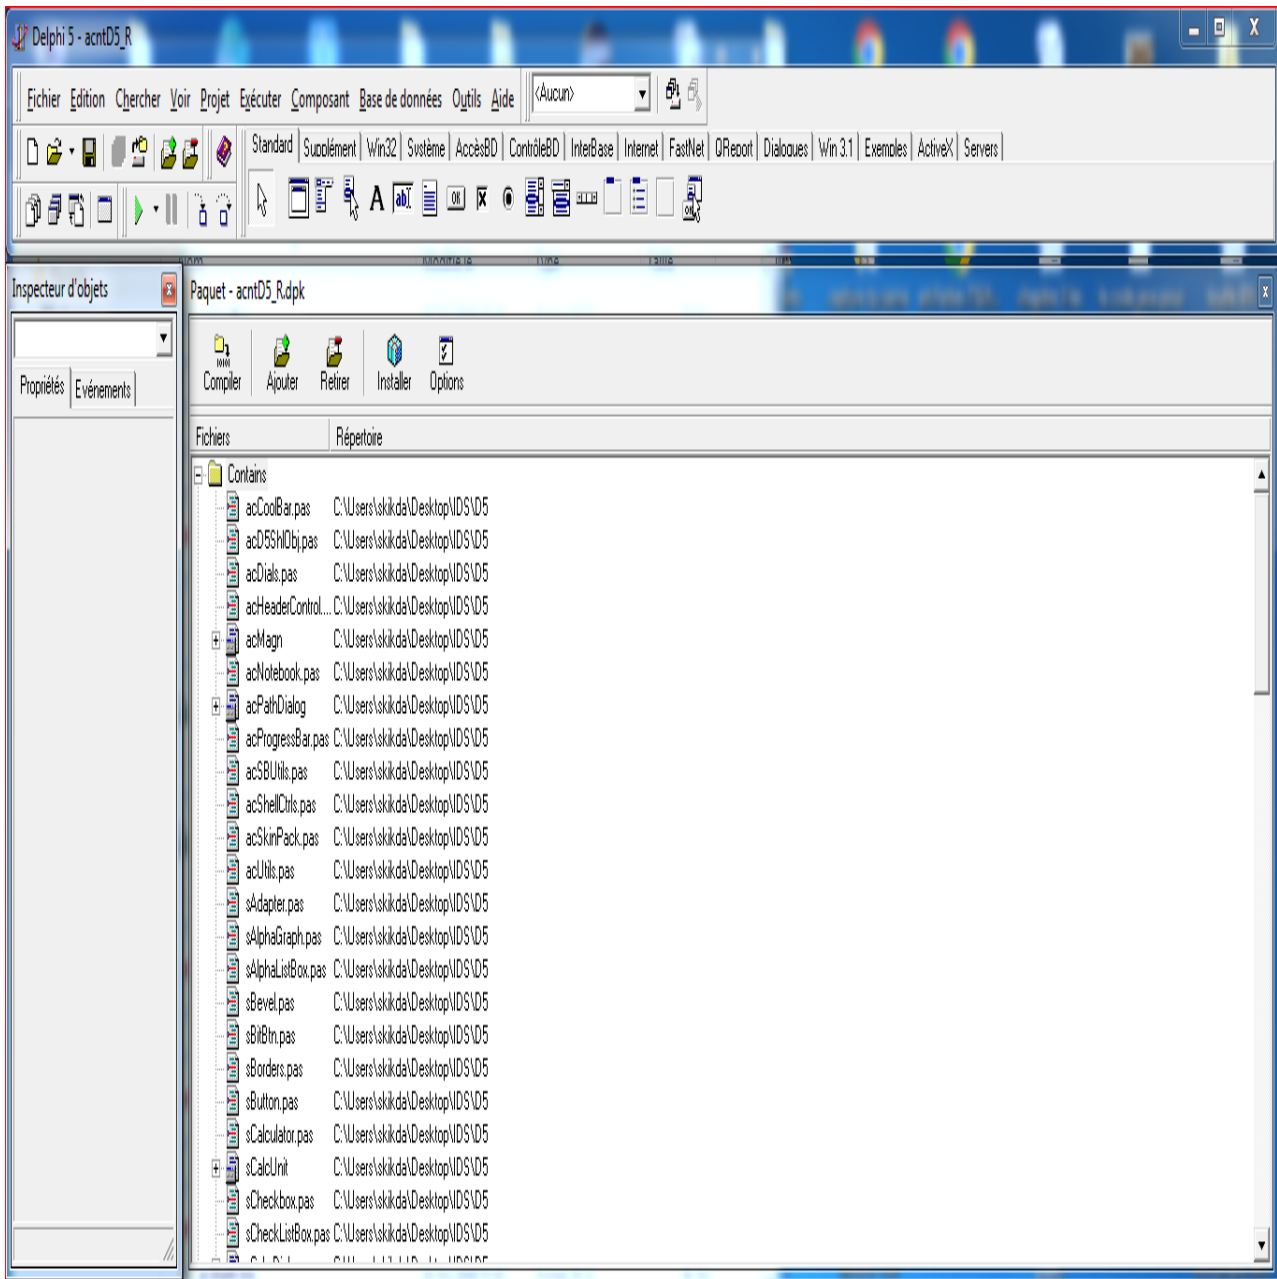 Delphi 5 - acntD5_R
Fichier Edition Chercher Voir Projet Exécuter Composant Base de données Outils Aide <Aucun>
Standard Supplément Win32 Système AccèsBD ContrôleBD InterBase Internet FastNet QReport Dialogues Win 3.1 Exemples ActiveX Servers
Inspecteur d'objets
Propriétés Evénements
Paquet - acntD5_R.dpk
Compiler Ajouter Retirer Installer Options
Fichiers Répertoire
Contains
acCoolBar.pas C:\Users\skikda\Desktop\IDS\D5
acD5ShlObj.pas C:\Users\skikda\Desktop\IDS\D5
acDials.pas C:\Users\skikda\Desktop\IDS\D5
acHeaderControl.... C:\Users\skikda\Desktop\IDS\D5
acMagn C:\Users\skikda\Desktop\IDS\D5
acNotebook.pas C:\Users\skikda\Desktop\IDS\D5
acPathDialog C:\Users\skikda\Desktop\IDS\D5
acProgressBar.pas C:\Users\skikda\Desktop\IDS\D5
acSBUtils.pas C:\Users\skikda\Desktop\IDS\D5
acShellCtrls.pas C:\Users\skikda\Desktop\IDS\D5
acSkinPack.pas C:\Users\skikda\Desktop\IDS\D5
acUtils.pas C:\Users\skikda\Desktop\IDS\D5
sAdapter.pas C:\Users\skikda\Desktop\IDS\D5
sAlphaGraph.pas C:\Users\skikda\Desktop\IDS\D5
sAlphaListBox.pas C:\Users\skikda\Desktop\IDS\D5
sBevel.pas C:\Users\skikda\Desktop\IDS\D5
sBitBtn.pas C:\Users\skikda\Desktop\IDS\D5
sBorders.pas C:\Users\skikda\Desktop\IDS\D5
sButton.pas C:\Users\skikda\Desktop\IDS\D5
sCalculator.pas C:\Users\skikda\Desktop\IDS\D5
sCalcUnit C:\Users\skikda\Desktop\IDS\D5
sCheckbox.pas C:\Users\skikda\Desktop\IDS\D5
sCheckListBox.pas C:\Users\skikda\Desktop\IDS\D5